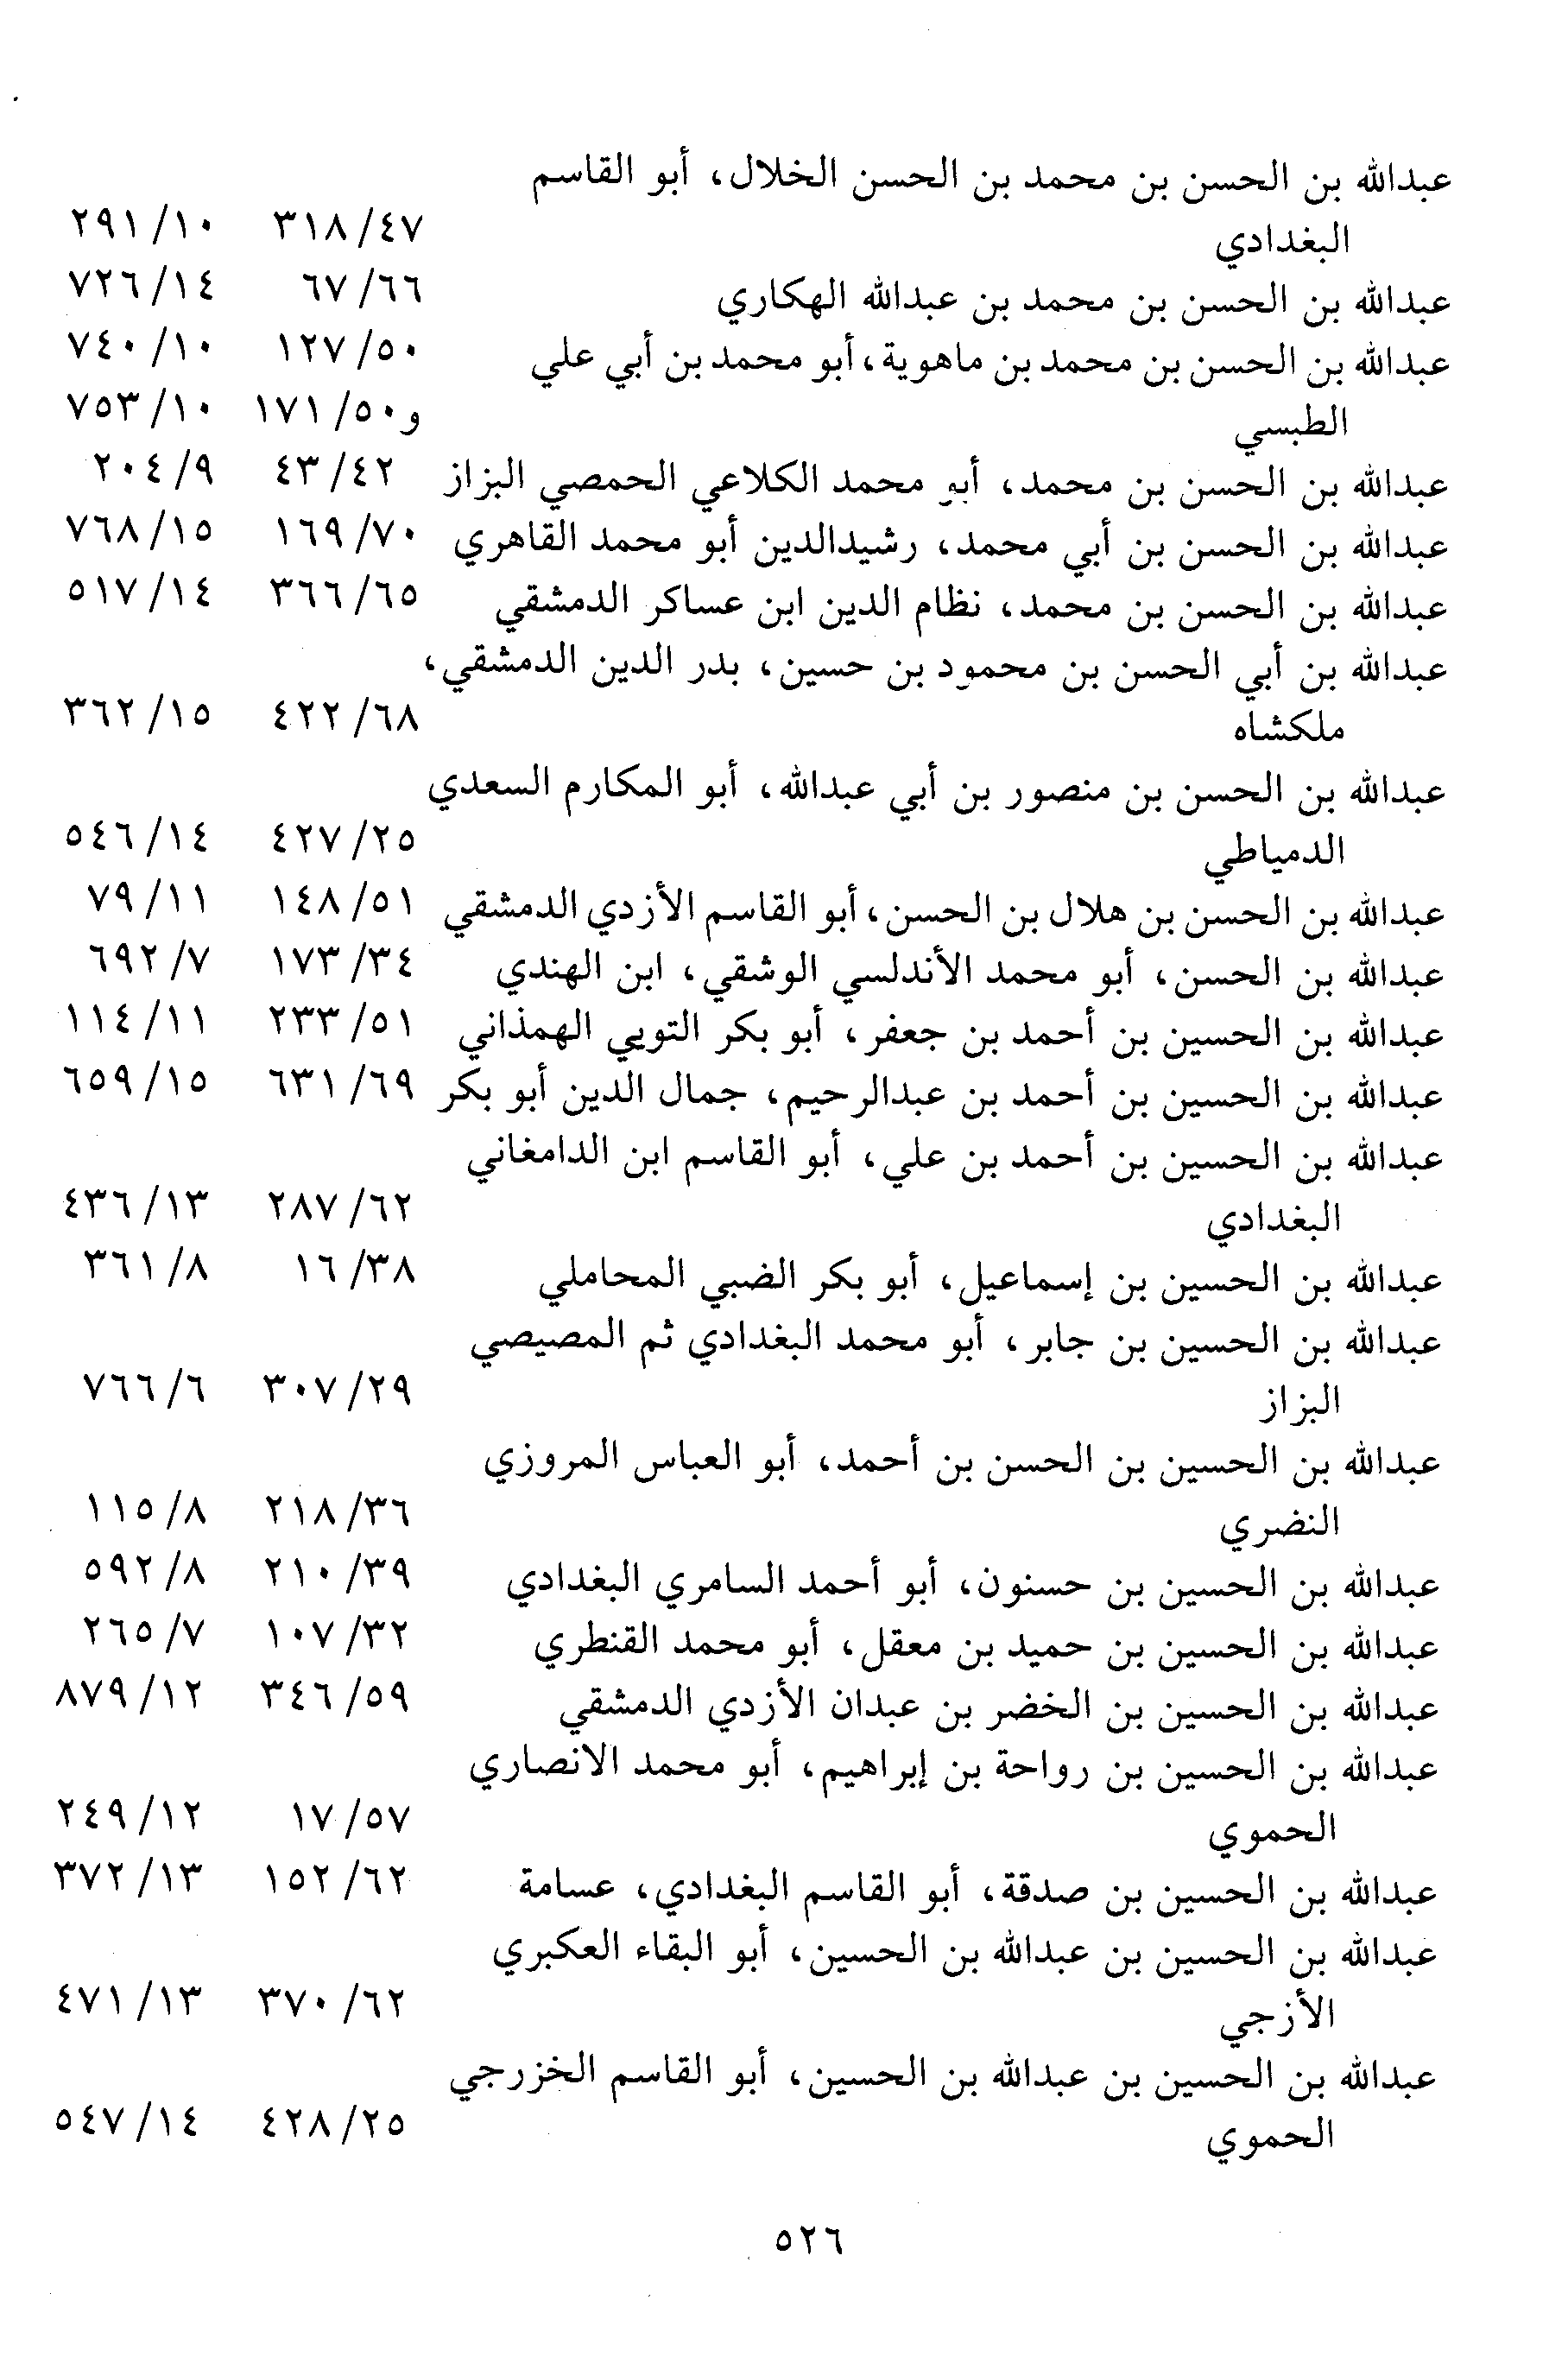 عبدالله بن الحسن بن محمد بن الحسن الخلال، أبو القاسم
البغدادي ٣١٨/٤٧ ٢٩١/١٠
عبدالله بن الحسن بن محمد بن عبدالله الهكاري ٦٧/٦٦ ٧٢٦/١٤
عبدالله بن الحسن بن محمد بن ماهوية، أبو محمد بن أبي علي ١٢٧/٥٠ ٧٤٠/١٠
الطبسي و١٧١/٥٠ ٧٥٣/١٠
عبدالله بن الحسن بن محمد، أبو محمد الكلاعي الحمصي البزاز ٤٣/٤٢ ٢٠٤/٩
عبدالله بن الحسن بن أبي محمد، رشيدالدين أبو محمد القاهري ١٦٩/٧٠ ٧٦٨/١٥
عبدالله بن الحسن بن محمد، نظام الدين ابن عساكر الدمشقي ٣٦٦/٦٥ ٥١٧/١٤
عبدالله بن أبي الحسن بن محمود بن حسين، بدر الدين الدمشقي،
ملكشاه ٤٢٢/٦٨ ٣٦٢/١٥
عبدالله بن الحسن بن منصور بن أبي عبدالله، أبو المكارم السعدي
الدمياطي ٤٢٧/٢٥ ٥٤٦/١٤
عبدالله بن الحسن بن هلال بن الحسن، أبو القاسم الأزدي الدمشقي ١٤٨/٥١ ٧٩/١١
عبدالله بن الحسن، أبو محمد الأندلسي الوشقي، ابن الهندي ١٧٣/٣٤ ٦٩٢/٧
عبدالله بن الحسين بن أحمد بن جعفر، أبو بكر التويي الهمذاني ٢٣٣/٥١ ١١٤/١١
عبدالله بن الحسين بن أحمد بن عبدالرحيم، جمال الدين أبو بكر ٦٣١/٦٩ ٦٥٩/١٥
عبدالله بن الحسين بن أحمد بن علي، أبو القاسم ابن الدامغاني
البغدادي ٢٨٧/٦٢ ٤٣٦/١٣
عبدالله بن الحسين بن إسماعيل، أبو بكر الضبي المحاملي ١٦/٣٨ ٣٦١/٨
عبدالله بن الحسين بن جابر، أبو محمد البغدادي ثم المصيصي
البزاز ٣٠٧/٢٩ ٧٦٦/٦
عبدالله بن الحسين بن الحسن بن أحمد، أبو العباس المروزي
النضري ٢١٨/٣٦ ١١٥/٨
عبدالله بن الحسين بن حسنون، أبو أحمد السامري البغدادي ٢١٠/٣٩ ٥٩٢/٨
عبدالله بن الحسين بن حميد بن معقل، أبو محمد القنطري ١٠٧/٣٢ ٢٦٥/٧
عبدالله بن الحسين بن الخضر بن عبدان الأزدي الدمشقي ٣٤٦/٥٩ ٨٧٩/١٢
عبدالله بن الحسين بن رواحة بن إبراهيم، أبو محمد الانصاري
الحموي ١٧/٥٧ ٢٤٩/١٢
عبدالله بن الحسين بن صدقة، أبو القاسم البغدادي، عسامة ١٥٢/٦٢ ٣٧٢/١٣
عبدالله بن الحسين بن عبدالله بن الحسين، أبو البقاء العكبري
الأزجي ٣٧٠/٦٢ ٤٧١/١٣
عبدالله بن الحسين بن عبدالله بن الحسين، أبو القاسم الخزرجي
الحموي ٤٢٨/٢٥ ٥٤٧/١٤
٥٢٦